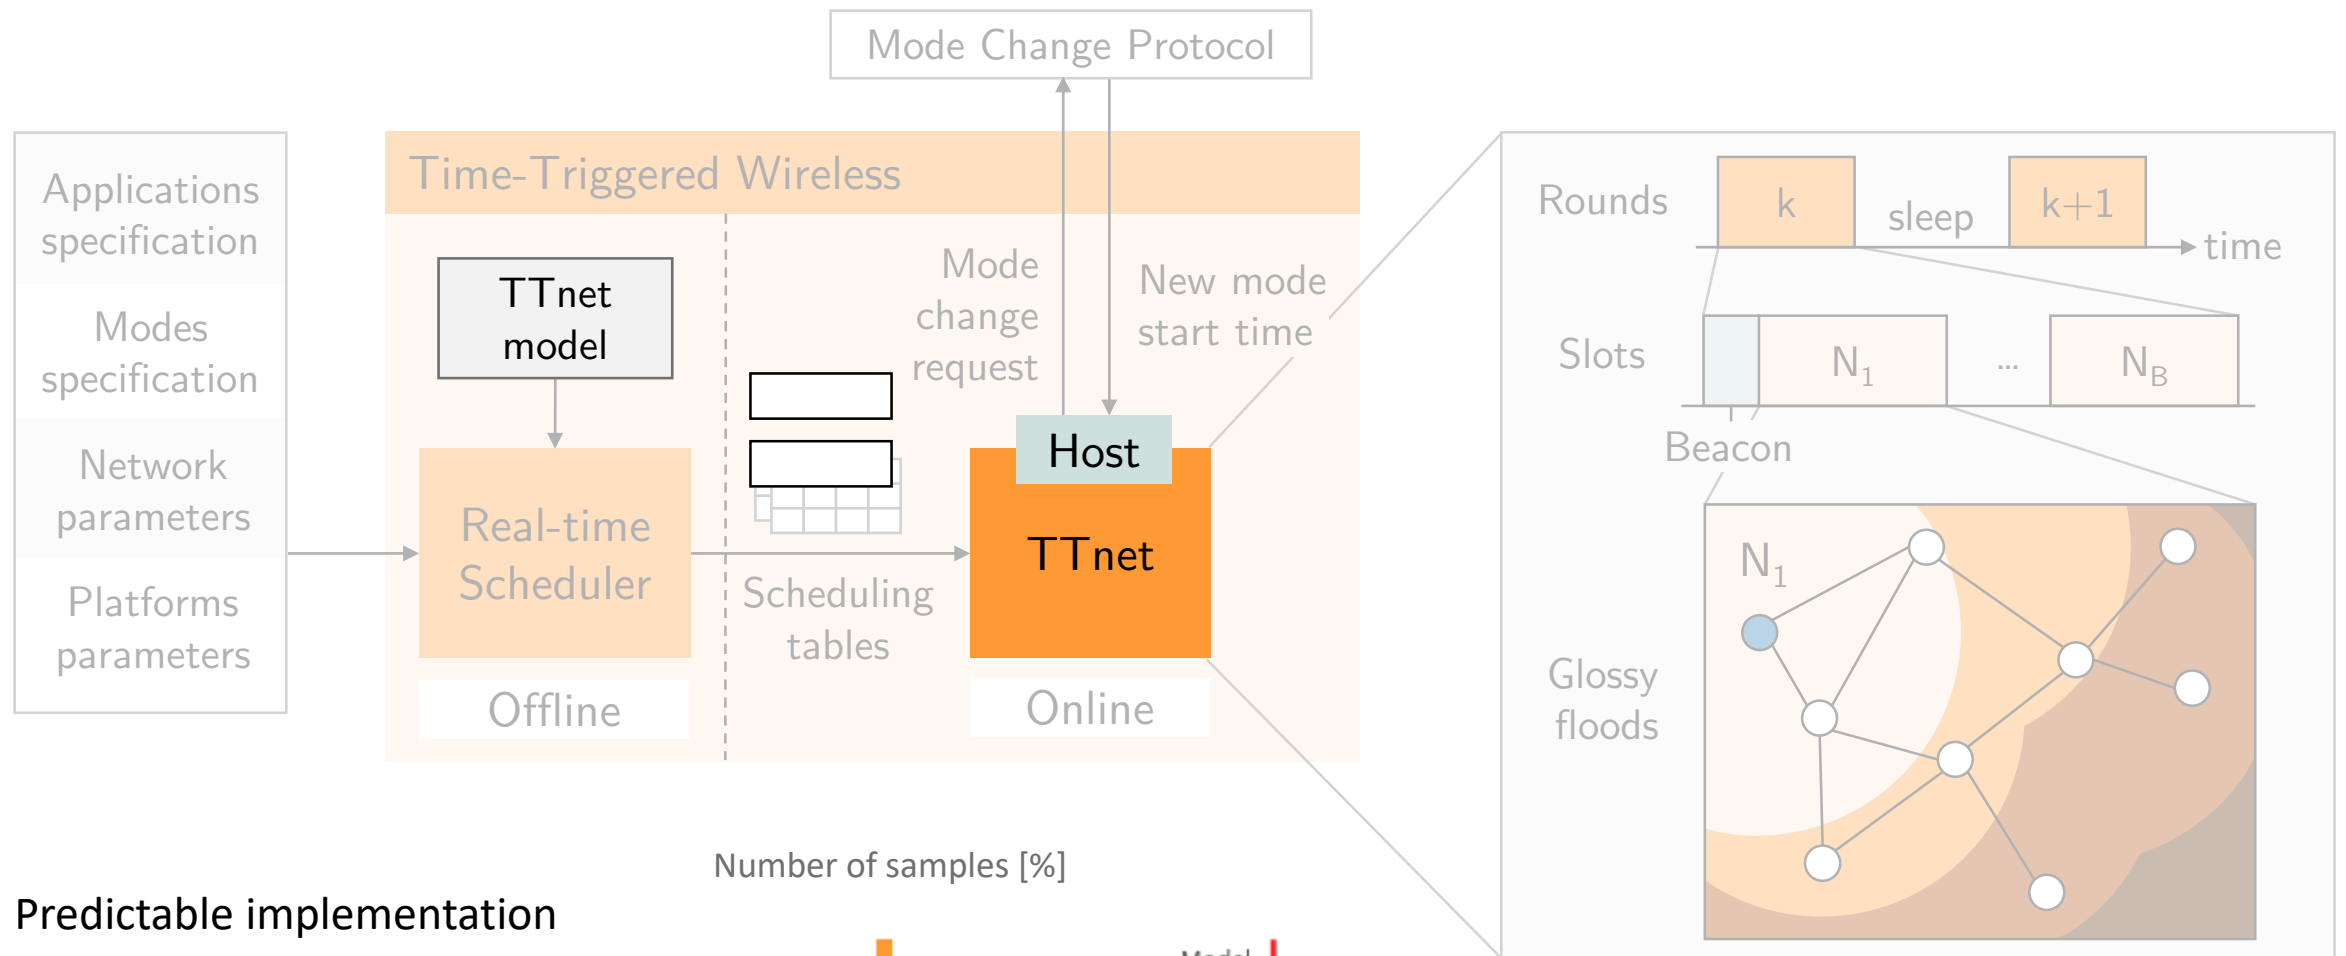 Mode Change Protocol
Applications
specification
Modes
specification
Network
parameters
Platforms
parameters
Time-Triggered Wireless
TTnet
model
Real-time
Scheduler
Offline
Scheduling
tables
Mode
change
request
New mode
start time
Host
TTnet
Online
Rounds
k
sleep
k+1
time
Slots
N1
...
NB
Beacon
N1
Glossy
floods
Number of samples [%]
Predictable implementation
Model